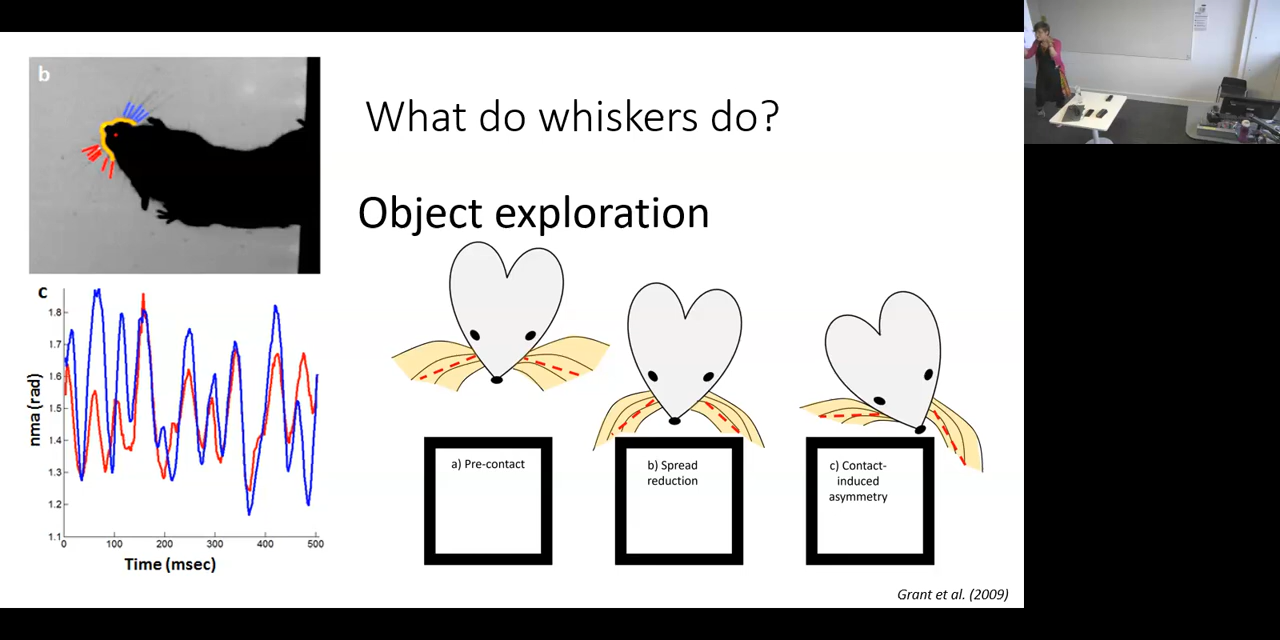 b
What do whiskers do?
Object exploration
c
1.8
1.7
1.6
1.5
1.4
1.3
1.2
1.1
nma (rad)
0
100
200
300
400
500
Time (msec)
a) Pre-contact
b) Spread
reduction
c) Contact-
induced
asymmetry
Grant et al. (2009)